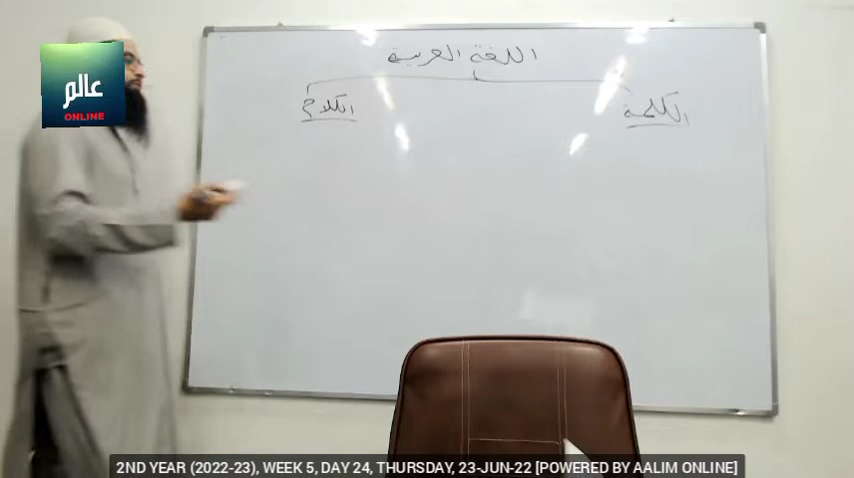 اللغة العربية
الكلمة
الكلام
عالم
ONLINE
2ND YEAR (2022-23), WEEK 5, DAY 24, THURSDAY, 23-JUN-22 [POWERED BY AALIM ONLINE]